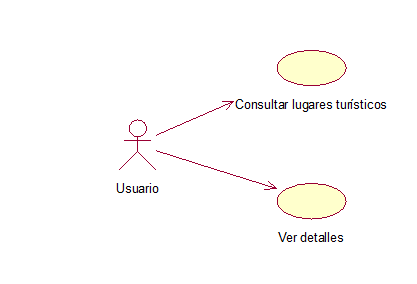 Consultar lugares turísticos
Usuario
Ver detalles